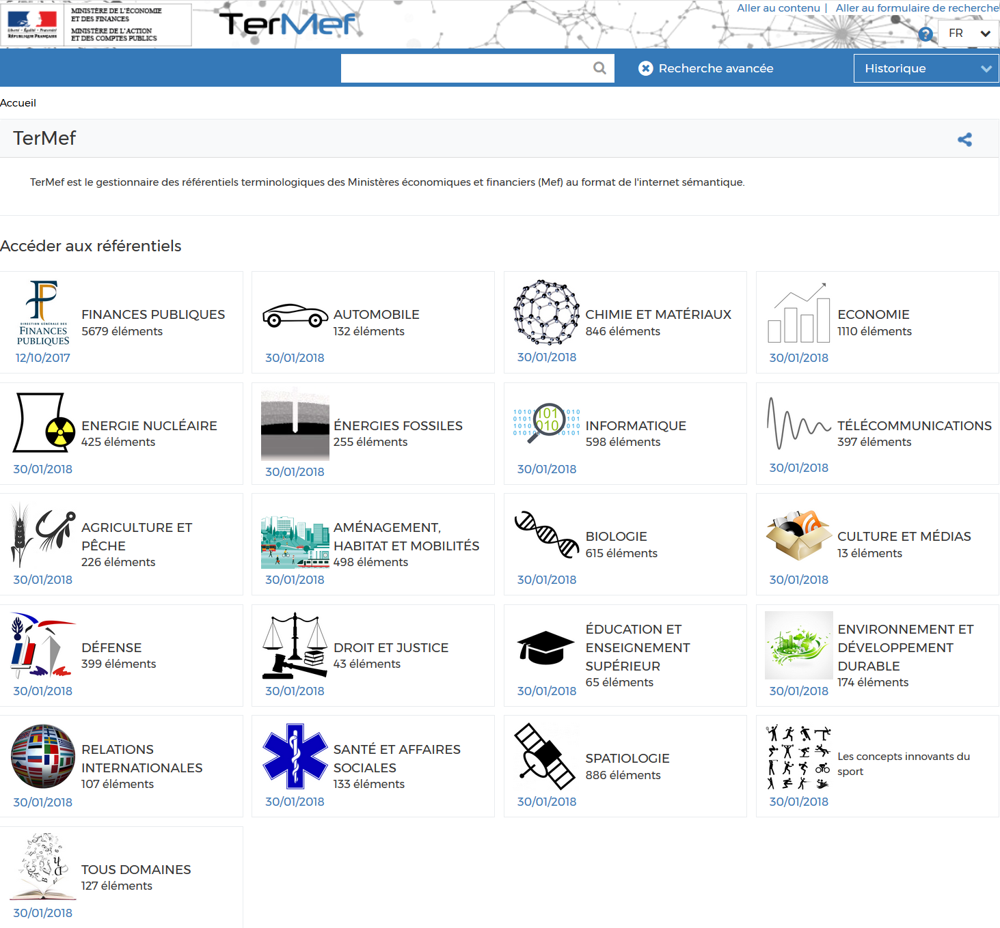 Liberté • Égalité • Fraternité
RÉPUBLIQUE FRANÇAISE
MINISTÈRE DE L'ÉCONOMIE
ET DES FINANCES
MINISTÈRE DE L'ACTION
ET DES COMPTES PUBLICS
TerMef
Aller au contenu | Aller au formulaire de recherche
?
FR
Recherche avancée
Historique
Accueil
TerMef
TerMef est le gestionnaire des référentiels terminologiques des Ministères économiques et financiers (Mef) au format de l'internet sémantique.
Accéder aux référentiels
DIRECTION GÉNÉRALE DES
FINANCES
PUBLIQUES
FINANCES PUBLIQUES
5679 éléments
12/10/2017
AUTOMOBILE
132 éléments
30/01/2018
CHIMIE ET MATÉRIAUX
846 éléments
30/01/2018
ECONOMIE
1110 éléments
30/01/2018
ENERGIE NUCLÉAIRE
425 éléments
30/01/2018
ÉNERGIES FOSSILES
255 éléments
30/01/2018
INFORMATIQUE
598 éléments
30/01/2018
TÉLÉCOMMUNICATIONS
397 éléments
30/01/2018
AGRICULTURE ET
PÊCHE
226 éléments
30/01/2018
AMÉNAGEMENT,
HABITAT ET MOBILITÉS
498 éléments
30/01/2018
BIOLOGIE
615 éléments
30/01/2018
CULTURE ET MÉDIAS
13 éléments
30/01/2018
DÉFENSE
399 éléments
30/01/2018
DROIT ET JUSTICE
43 éléments
30/01/2018
ÉDUCATION ET
ENSEIGNEMENT
SUPÉRIEUR
65 éléments
30/01/2018
ENVIRONNEMENT ET
DÉVELOPPEMENT
DURABLE
174 éléments
30/01/2018
RELATIONS
INTERNATIONALES
107 éléments
30/01/2018
SANTÉ ET AFFAIRES
SOCIALES
133 éléments
30/01/2018
SPATIOLOGIE
886 éléments
30/01/2018
Les concepts innovants du
sport
30/01/2018
TOUS DOMAINES
127 éléments
30/01/2018